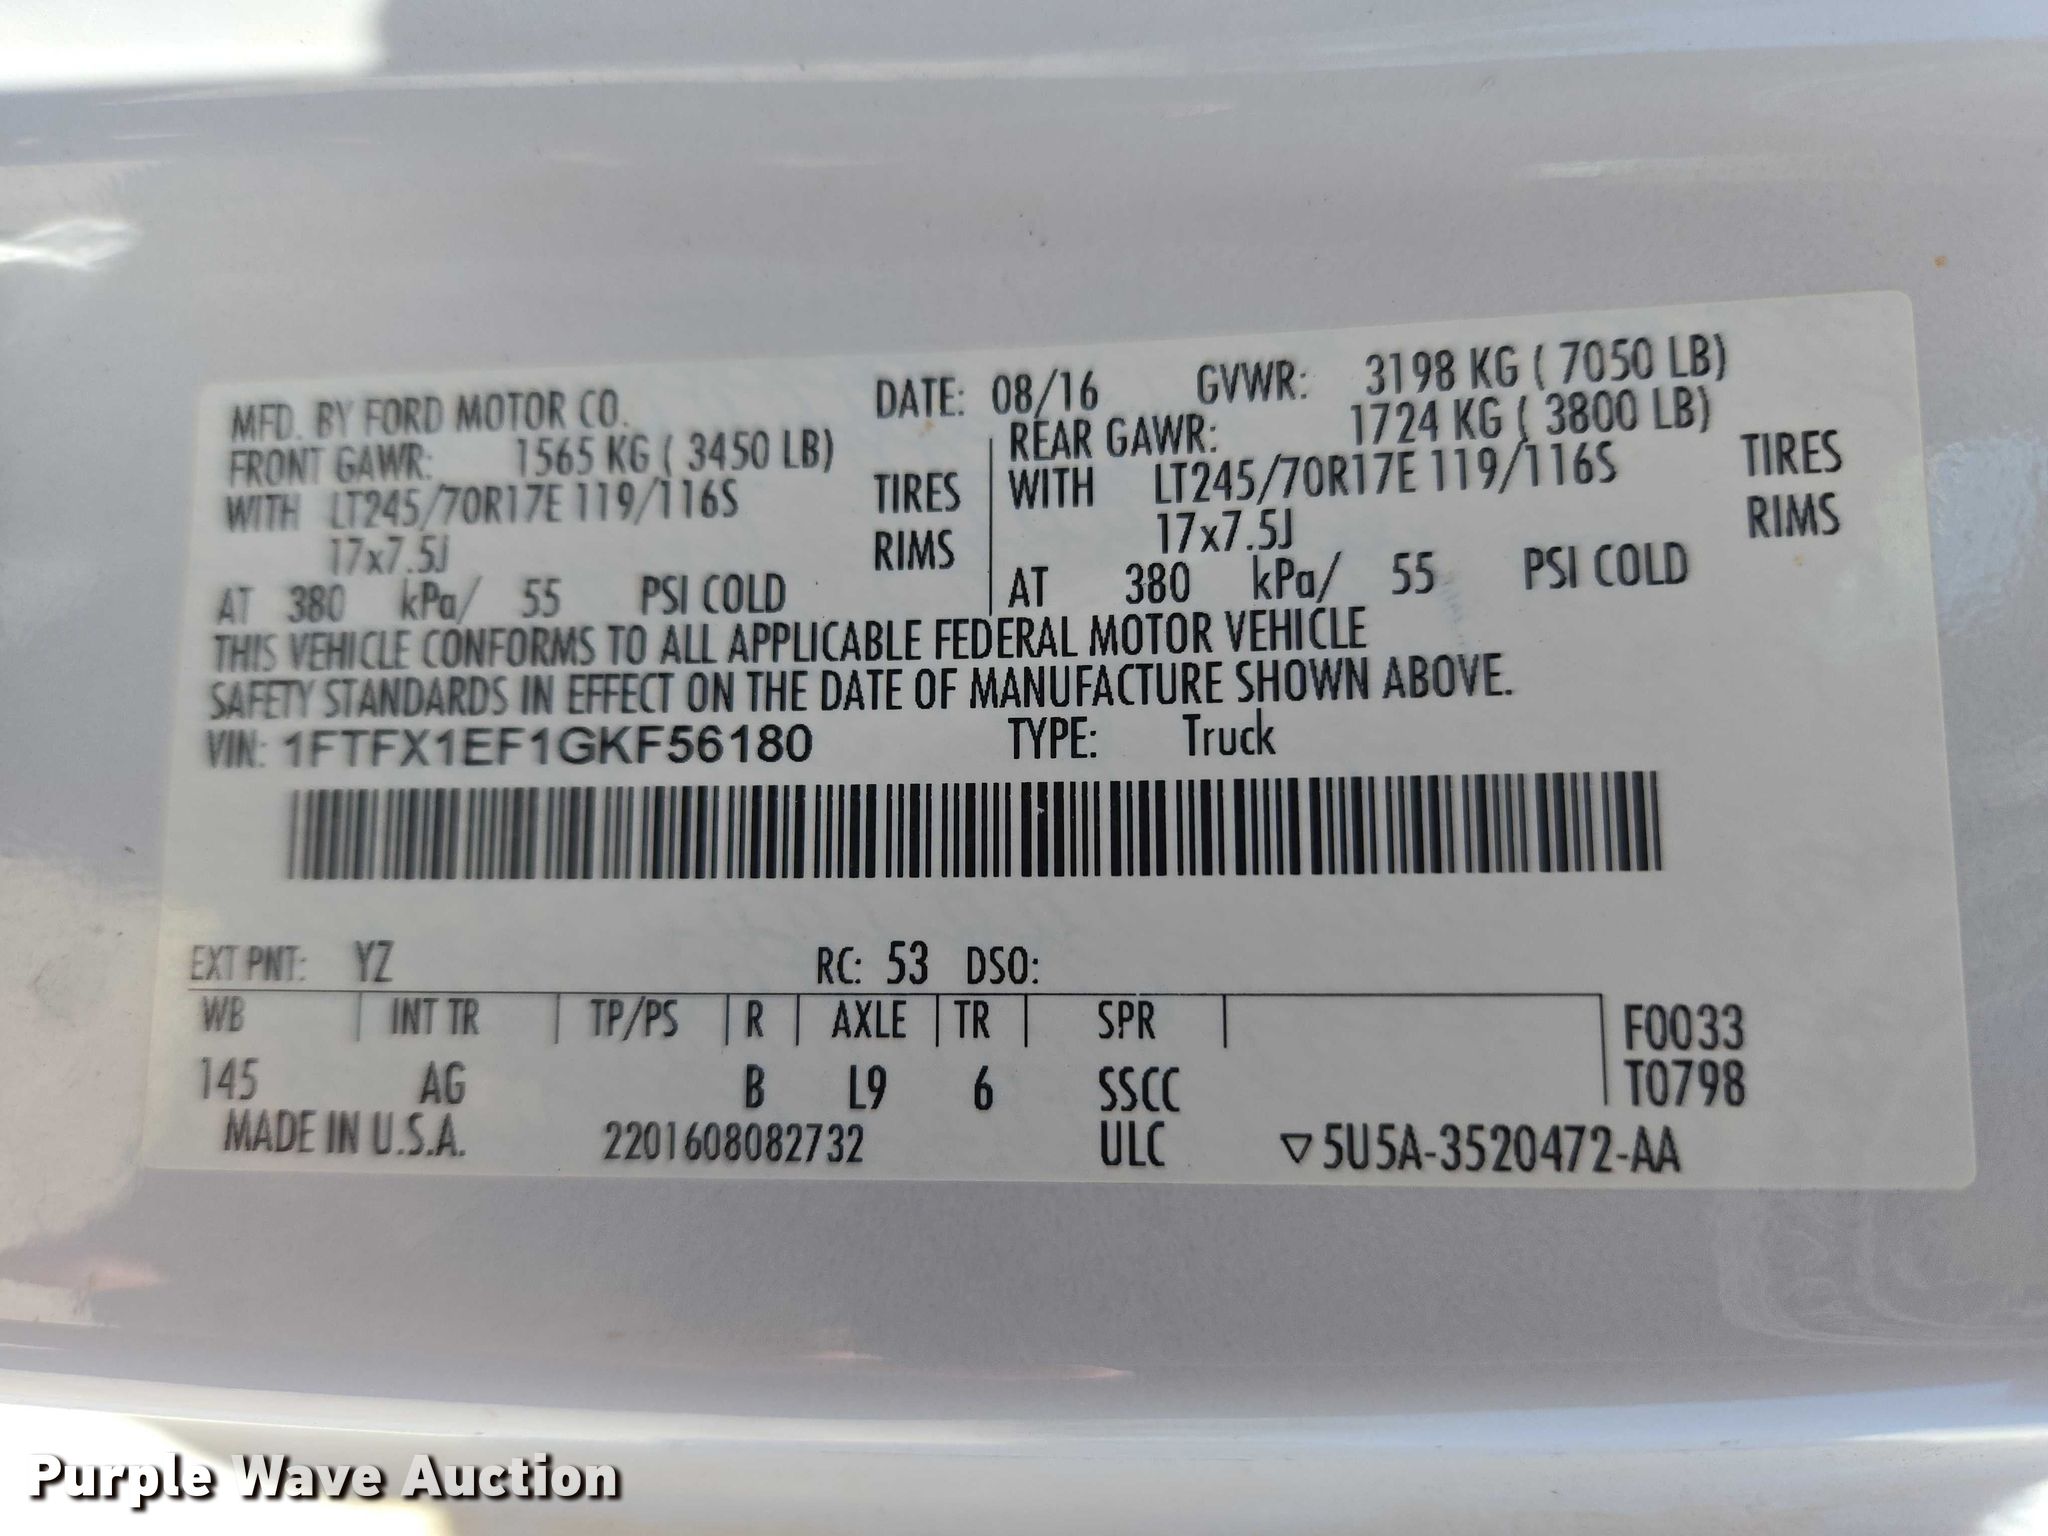 MFD. BY FORD MOTOR CO. DATE: 08/16 GVWR: 3198 KG ( 7050 LB)
FRONT GAWR: 1565 KG ( 3450 LB) REAR GAWR: 1724 KG ( 3800 LB)
WITH LT245/70R17E 119/116S TIRES WITH LT245/70R17E 119/116S TIRES
17x7.5J RIMS 17x7.5J RIMS
AT 380 kPa/ 55 PSI COLD AT 380 kPa/ 55 PSI COLD
THIS VEHICLE CONFORMS TO ALL APPLICABLE FEDERAL MOTOR VEHICLE
SAFETY STANDARDS IN EFFECT ON THE DATE OF MANUFACTURE SHOWN ABOVE.
VIN: 1FTFX1EF1GKF56180 TYPE: Truck
EXT PNT: YZ RC: 53 DSO:
WB INT TR TP/PS R AXLE TR SPR F0033
145 AG B L9 6 SSCC T0798
MADE IN U.S.A. 2201608082732 ULC ▽5U5A-3520472-AA
Purple Wave Auction